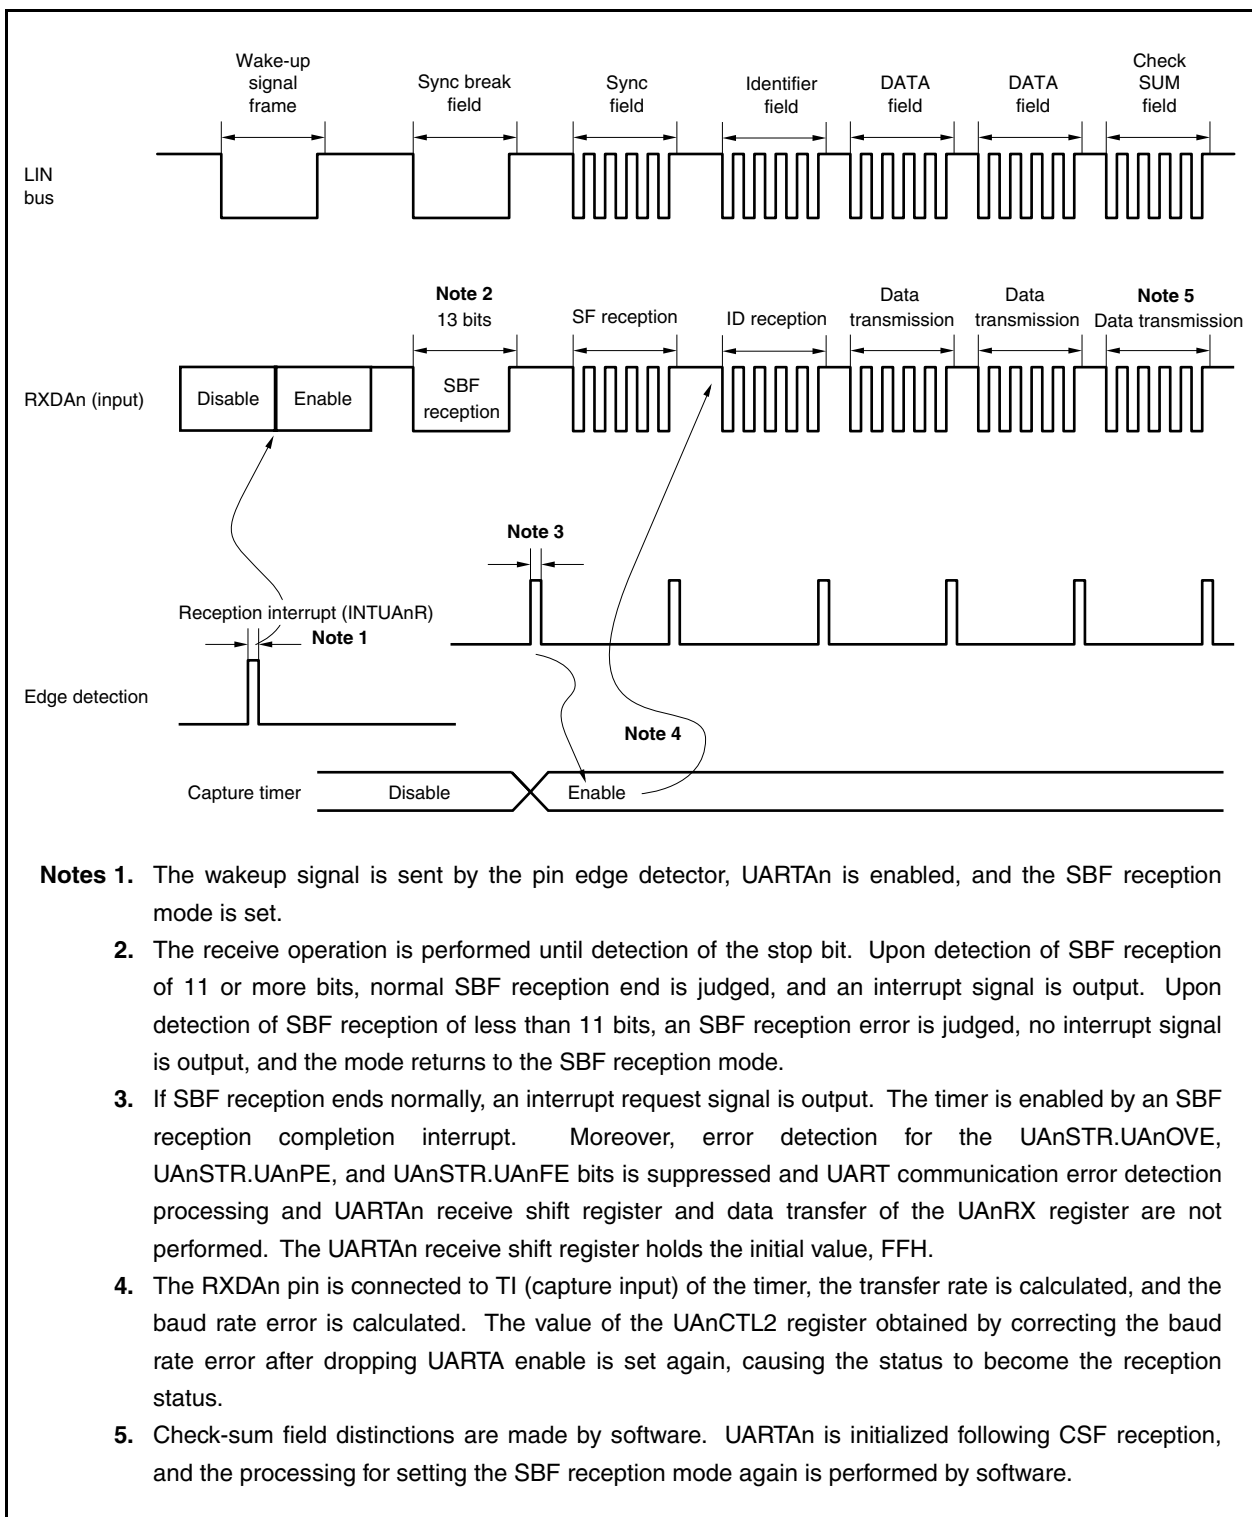 Wake-up
signal
frame
Sync break
field
Sync
field
Identifier
field
DATA
field
DATA
field
Check
SUM
field
LIN
bus
Note 2
13 bits
SF reception
ID reception
Data
transmission
Data
transmission
Note 5
Data transmission
RXDAn (input)
Disable
Enable
SBF
reception
Note 3
Reception interrupt (INTUAnR)
Note 1
Edge detection
Note 4
Capture timer
Disable
Enable
Notes 1. The wakeup signal is sent by the pin edge detector, UARTAn is enabled, and the SBF reception
mode is set.
2. The receive operation is performed until detection of the stop bit. Upon detection of SBF reception
of 11 or more bits, normal SBF reception end is judged, and an interrupt signal is output. Upon
detection of SBF reception of less than 11 bits, an SBF reception error is judged, no interrupt signal
is output, and the mode returns to the SBF reception mode.
3. If SBF reception ends normally, an interrupt request signal is output. The timer is enabled by an SBF
reception completion interrupt. Moreover, error detection for the UAnSTR.UAnOVE,
UAnSTR.UAnPE, and UAnSTR.UAnFE bits is suppressed and UART communication error detection
processing and UARTAn receive shift register and data transfer of the UAnRX register are not
performed. The UARTAn receive shift register holds the initial value, FFH.
4. The RXDAn pin is connected to TI (capture input) of the timer, the transfer rate is calculated, and the
baud rate error is calculated. The value of the UAnCTL2 register obtained by correcting the baud
rate error after dropping UARTA enable is set again, causing the status to become the reception
status.
5. Check-sum field distinctions are made by software. UARTAn is initialized following CSF reception,
and the processing for setting the SBF reception mode again is performed by software.